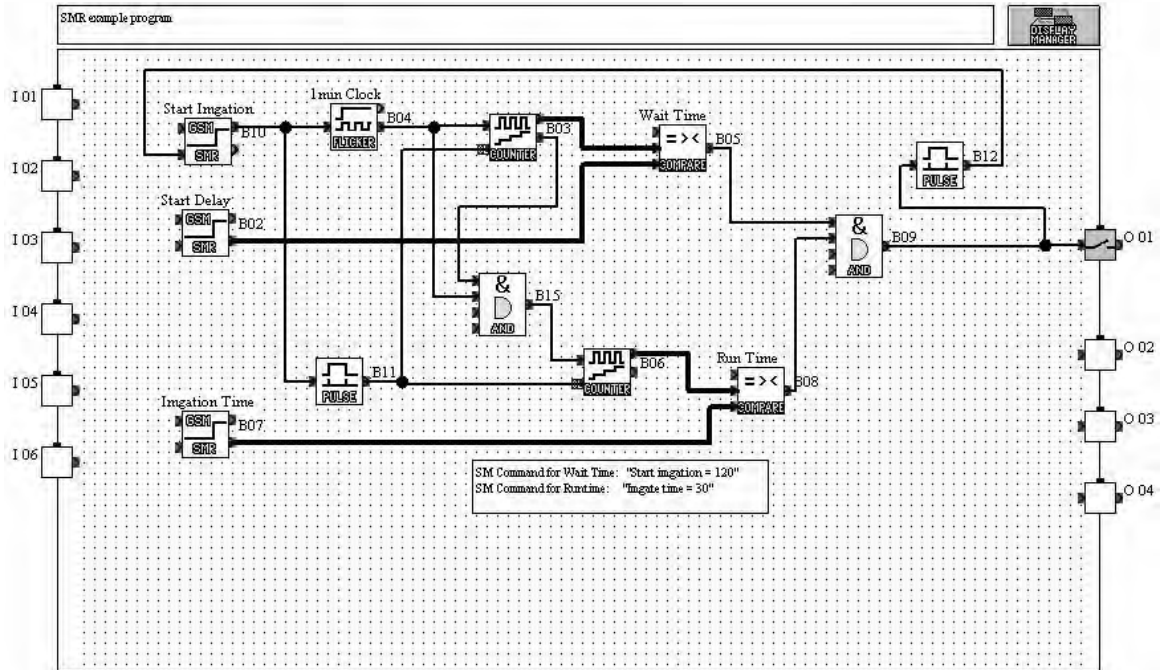 SMR example program
DISPLAY MANAGER
I 01
I 02
I 03
I 04
I 05
I 06
Start Imgation
GSM
SMR
B10
1min Clock
FLICKER
B04
COUNTER
B03
Wait Time
= > <
COMPARE
B05
PULSE
B12
Start Delay
GSM
SMR
B02
&
AND
B09
O 01
&
AND
B15
PULSE
B11
COUNTER
B06
Run Time
= > <
COMPARE
B08
O 02
O 03
O 04
Imgation Time
GSM
SMR
B07
SM Command for Wait Time: "Start imgation = 120"
SM Command for Runtime: "Imgate time = 30"